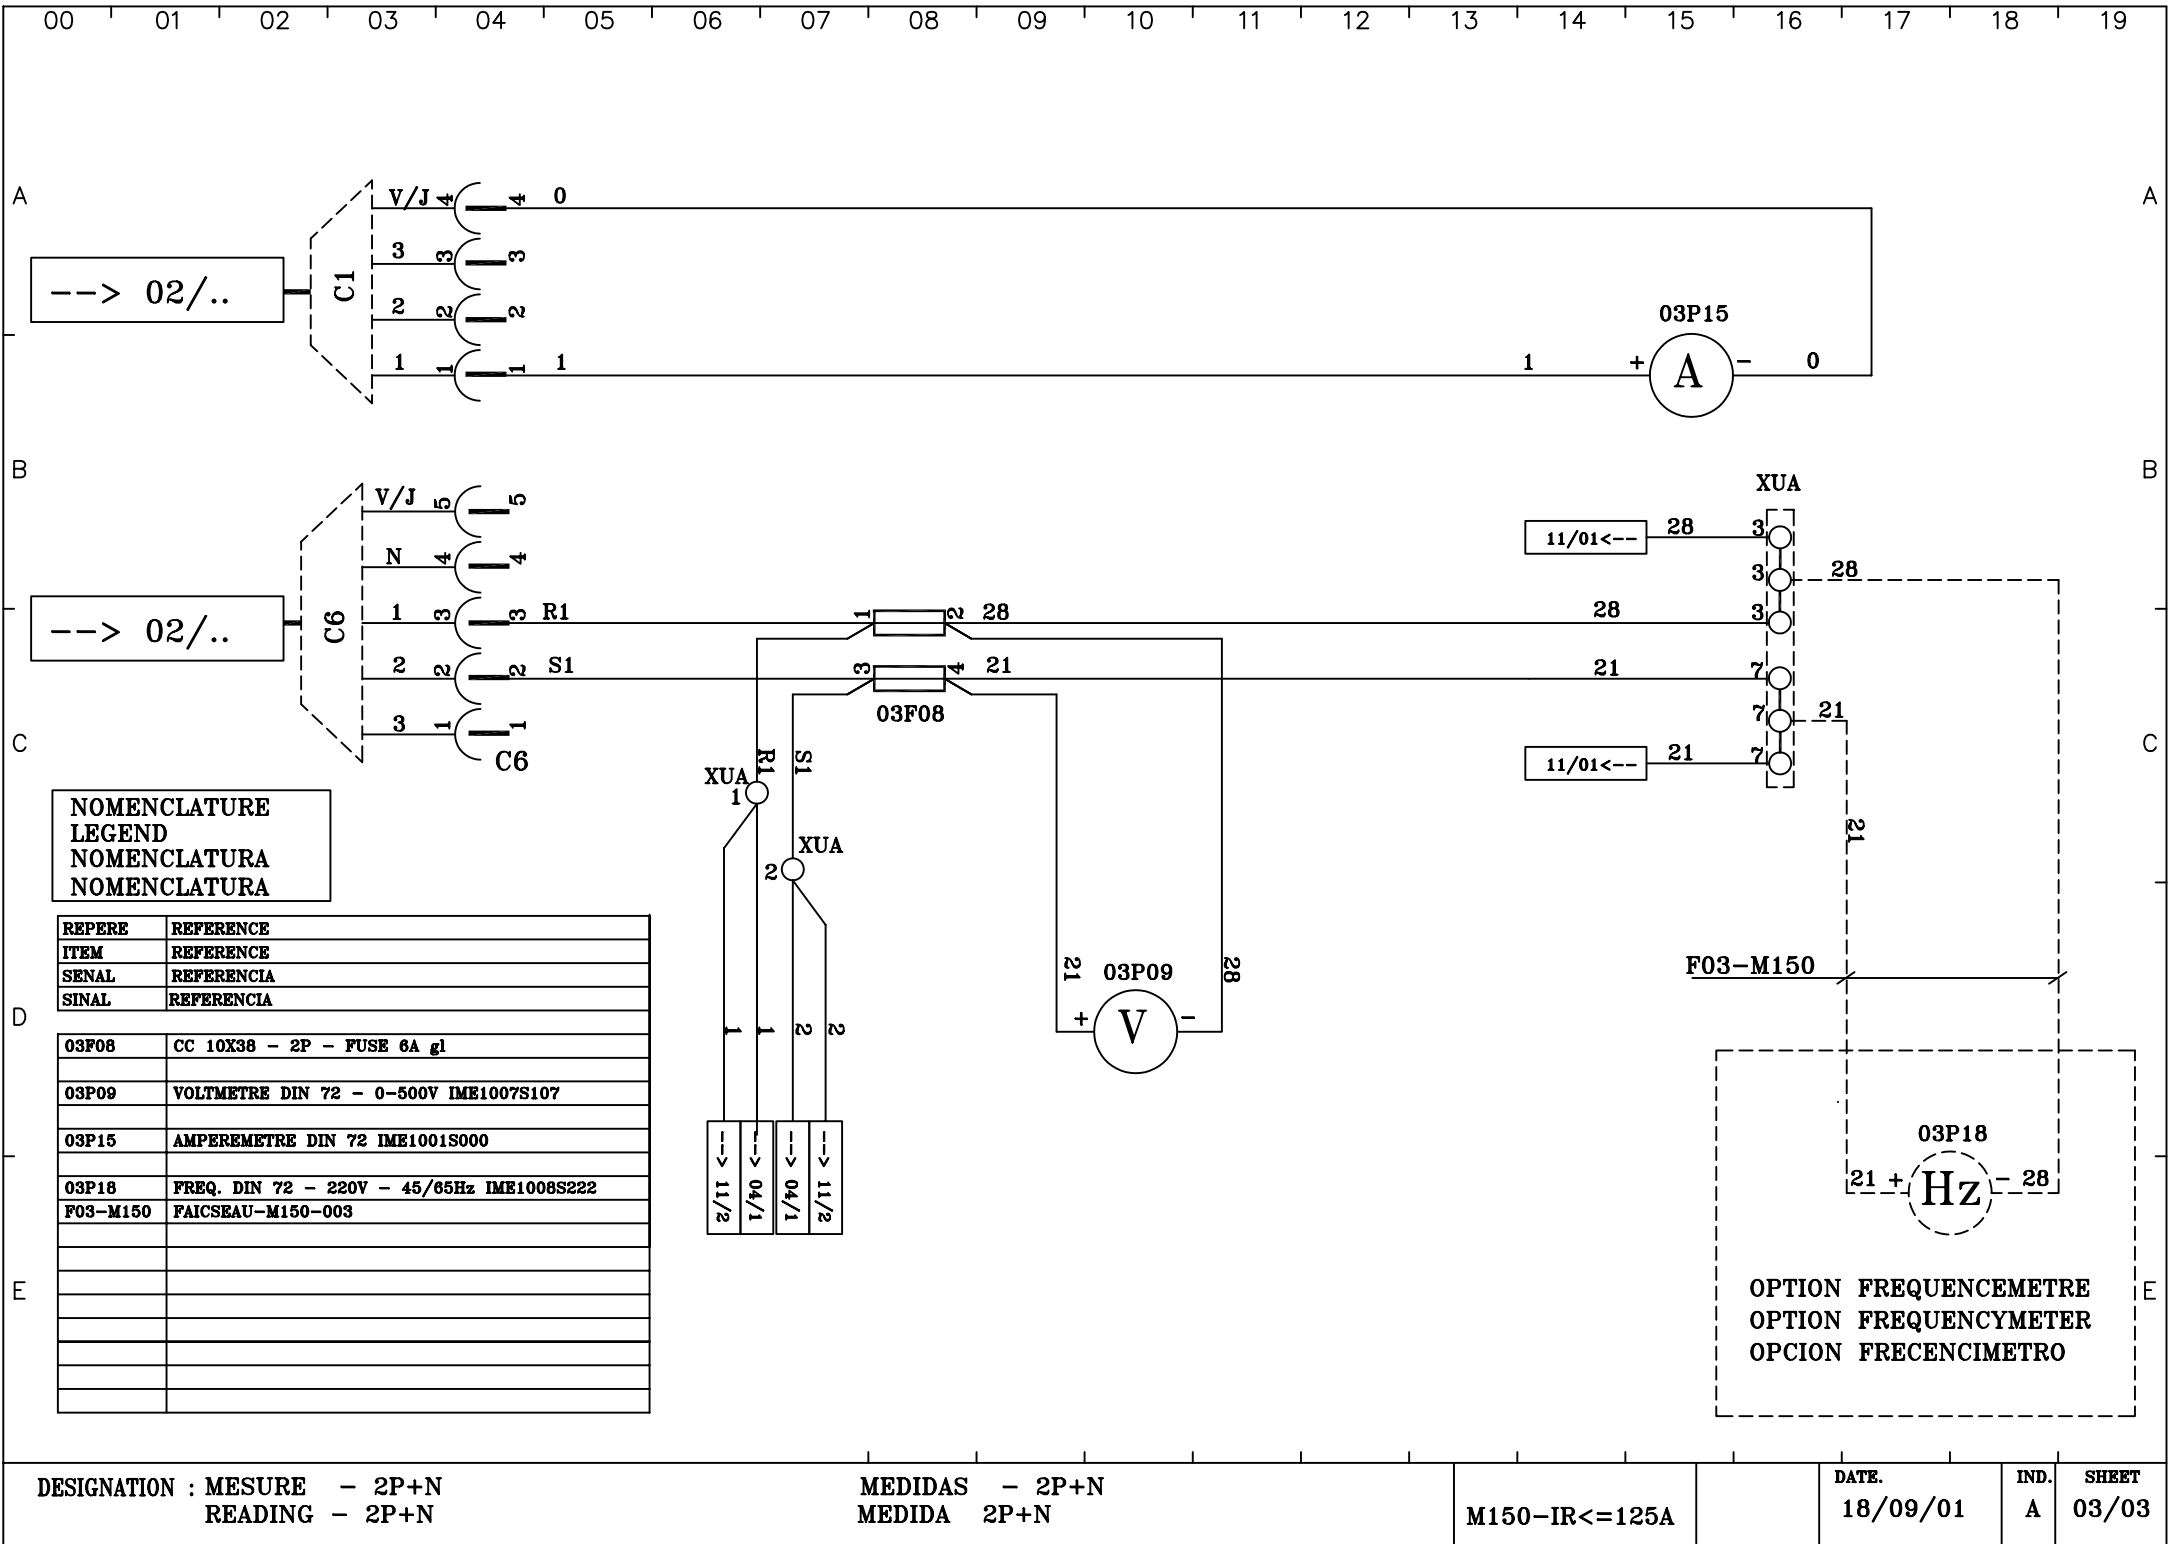 00 01 02 03 04 05 06 07 08 09 10 11 12 13 14 15 16 17 18 19
A A
V/J 4 4 0
3 3 3
--> 02/..
C1
2 2 2
03P15
1 1 1 1
1 + A - 0
B B
XUA
V/J 5 5
11/01<-- 28 3
N 4 4
3 28
--> 02/..
C6
1 3 3 R1 1 2 28 28 3
2 2 2 S1 3 4 21 21 7
03F08
7 21
3 1 1
C6
C C
R1 S1
11/01<-- 21 7
XUA
1
XUA
2
21
NOMENCLATURE
LEGEND
NOMENCLATURA
NOMENCLATURA
REPERE REFERENCE
ITEM REFERENCE
SENAL REFERENCIA
SINAL REFERENCIA
21 03P09 28
F03-M150
D
+ V -
1 1 2 2
03F08 CC 10X38 - 2P - FUSE 6A gl
03P09 VOLTMETRE DIN 72 - 0-500V IME1007S107
03P15 AMPEREMETRE DIN 72 IME1001S000
03P18 FREQ. DIN 72 - 220V - 45/65Hz IME1008S222
F03-M150 FAICSEAU-M150-003
--> 11/2
--> 04/1
--> 04/1
--> 11/2
D
03P18
21 + Hz - 28
E E
OPTION FREQUENCEMETRE
OPTION FREQUENCYMETER
OPCION FRECENCIMETRO
DESIGNATION : MESURE - 2P+N
READING - 2P+N
MEDIDAS - 2P+N
MEDIDA 2P+N
M150-IR<=125A
DATE.
18/09/01
IND.
A
SHEET
03/03